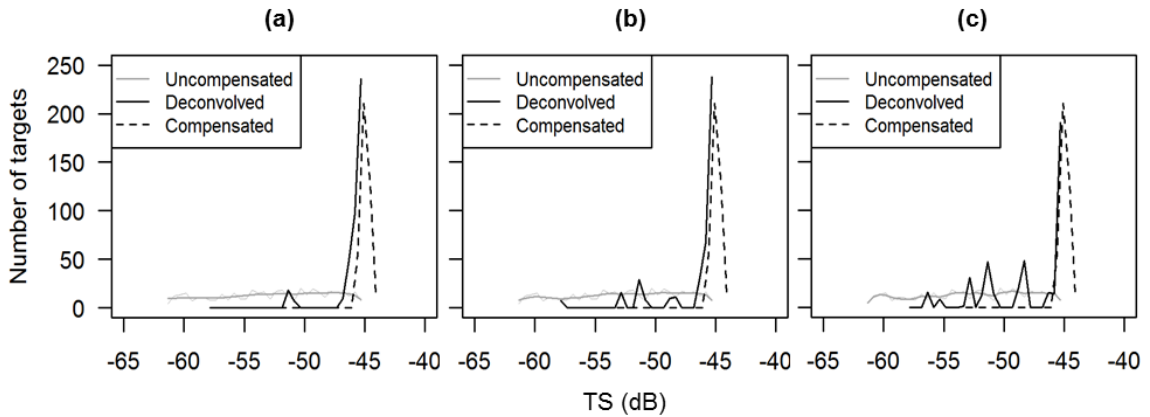 (a) (b) (c)
Uncompensated
Deconvolved
Compensated
Uncompensated
Deconvolved
Compensated
Uncompensated
Deconvolved
Compensated
Number of targets
250
200
150
100
50
0
-65 -60 -55 -50 -45 -40
-65 -60 -55 -50 -45 -40
-65 -60 -55 -50 -45 -40
TS (dB)